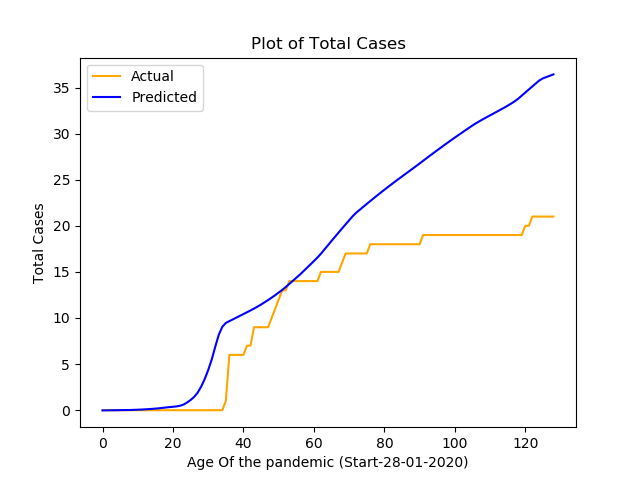 Plot of Total Cases
Actual
Predicted
Total Cases
35
30
25
20
15
10
5
0
0 20 40 60 80 100 120
Age Of the pandemic (Start-28-01-2020)